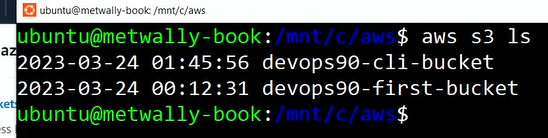 ubuntu@metwally-book: /mnt/c/aws
ubuntu@metwally-book:/mnt/c/aws$ aws s3 ls
2023-03-24 01:45:56 devops90-cli-bucket
2023-03-24 00:12:31 devops90-first-bucket
ubuntu@metwally-book:/mnt/c/aws$